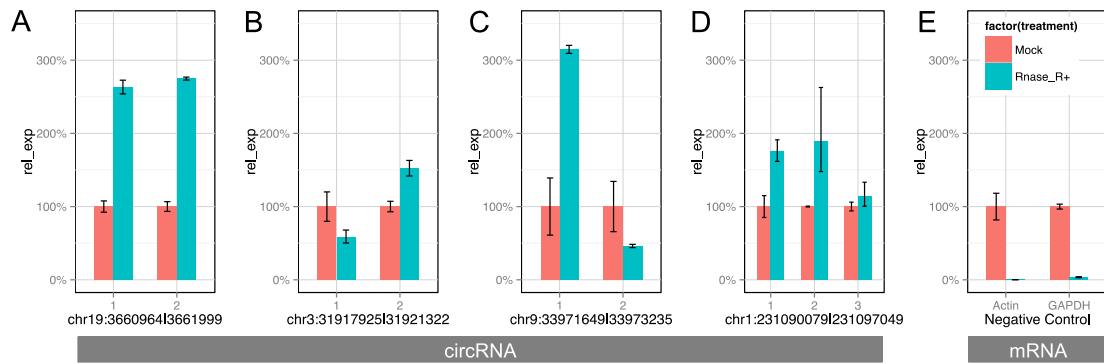 A
rel_exp
300%
200%
100%
0%
1 2
chr19:3660964|3661999
B
rel_exp
300%
200%
100%
0%
1 2
chr3:31917925|31921322
C
rel_exp
300%
200%
100%
0%
1 2
chr9:33971649|33973235
D
rel_exp
300%
200%
100%
0%
1 2 3
chr1:231090079|231097049
E
factor(treatment)
Mock
Rnase_R+
rel_exp
300%
200%
100%
0%
Actin GAPDH
Negative Control
circRNA
mRNA